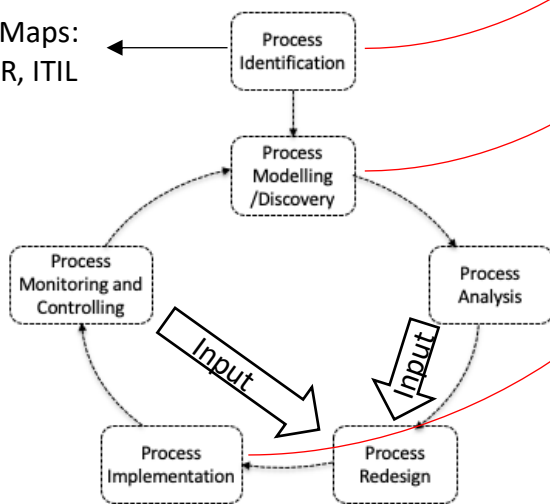 Maps:
R, ITIL
Process
Identification
Process
Modelling
/Discovery
Process
Monitoring and
Controlling
Process
Analysis
Input
Input
Process
Implementation
Process
Redesign